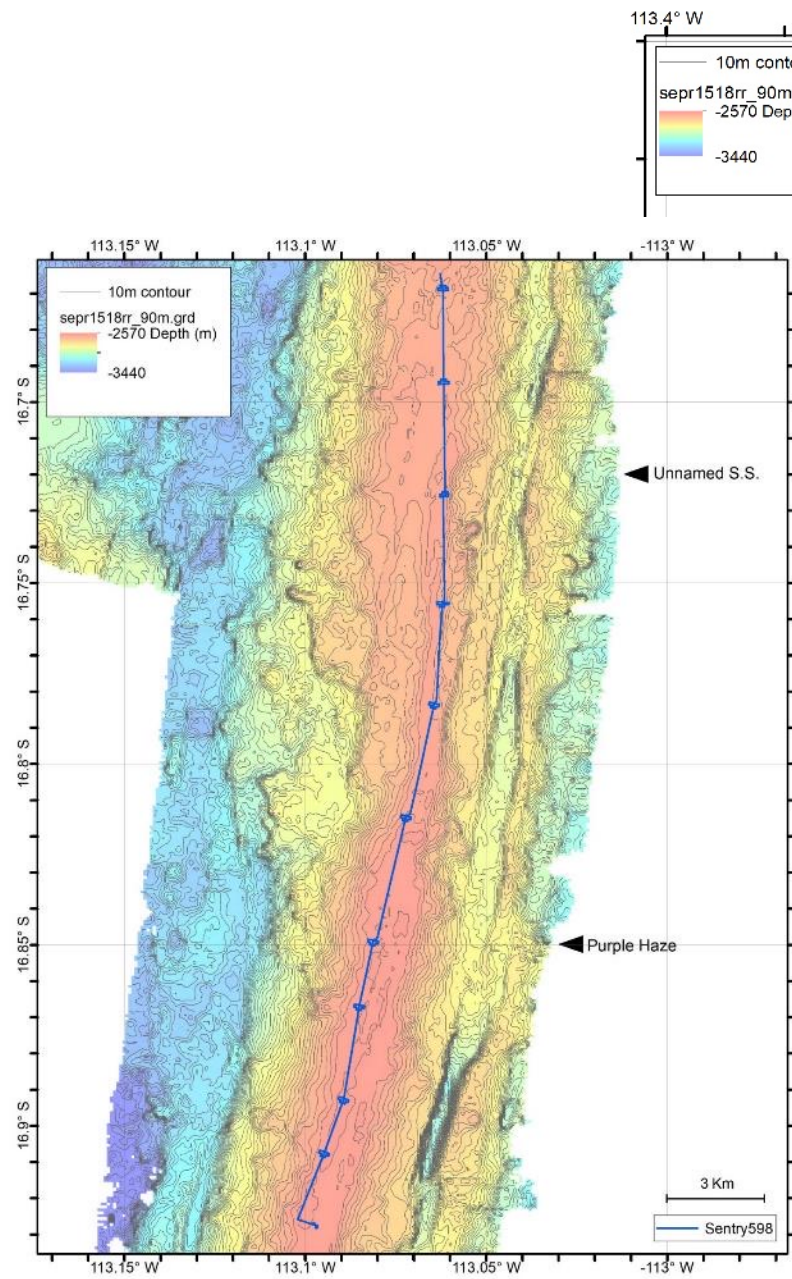 113.4° W
10m conto
sepr1518rr_90m
-2570 Dep
-3440
113.15° W
113.1° W
113.05° W
-113° W
10m contour
sepr1518rr_90m.grd
-2570 Depth (m)
-3440
16.7° S
Unnamed S.S.
16.75° S
16.8° S
16.85° S
Purple Haze
16.9° S
3 Km
Sentry598
113.15° W
113.1° W
113.05° W
-113° W